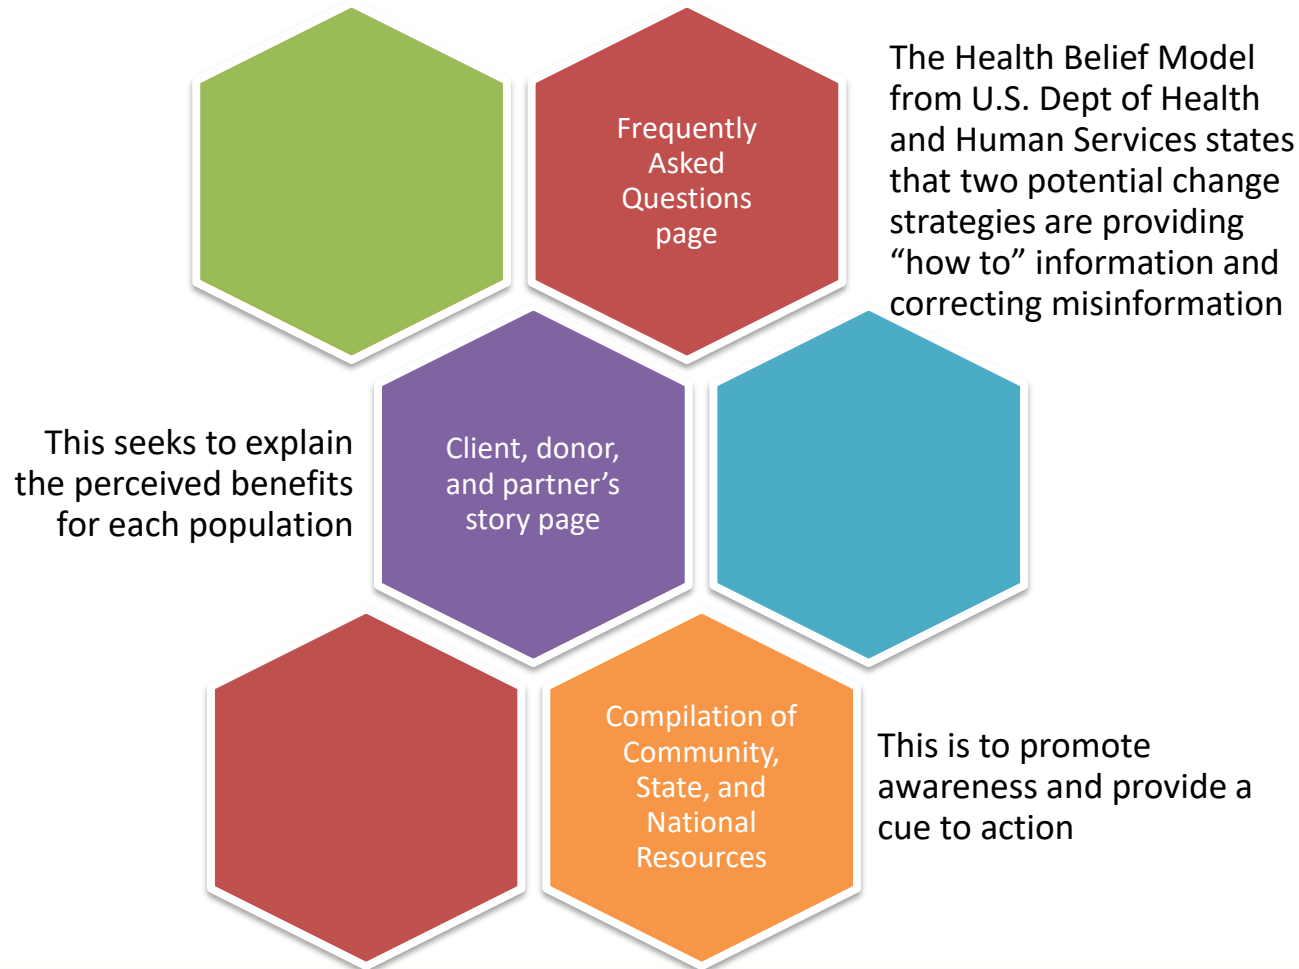 Frequently
Asked
Questions
page
The Health Belief Model
from U.S. Dept of Health
and Human Services states
that two potential change
strategies are providing
“how to” information and
correcting misinformation
This seeks to explain
the perceived benefits
for each population
Client, donor,
and partner’s
story page
Compilation of
Community,
State, and
National
Resources
This is to promote
awareness and provide a
cue to action